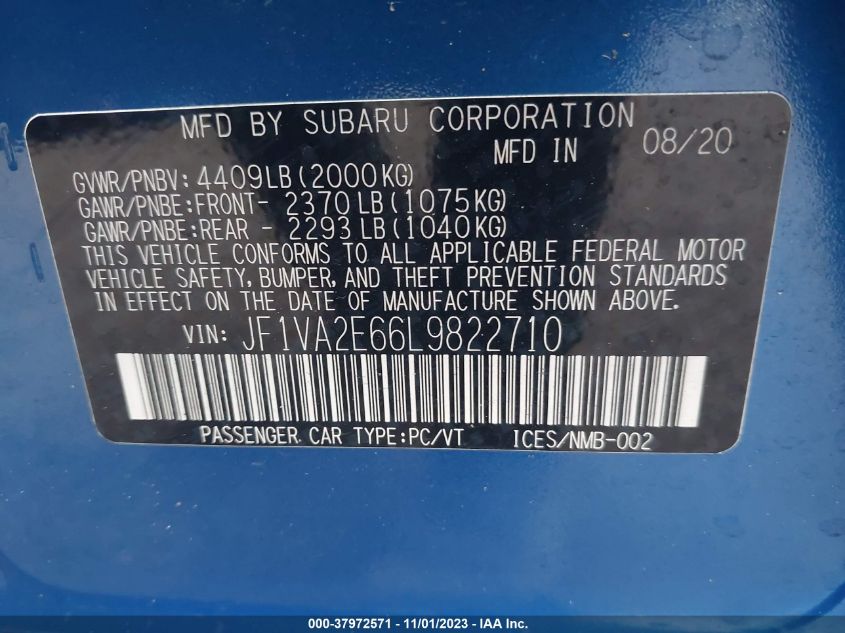 MFD BY SUBARU CORPORATION
MFD IN 08/20
GVWR/PNBV: 4409LB(2000KG)
GAWR/PNBE:FRONT- 2370LB(1075KG)
GAWR/PNBE:REAR - 2293LB(1040KG)
THIS VEHICLE CONFORMS TO ALL APPLICABLE FEDERAL MOTOR
VEHICLE SAFETY, BUMPER, AND THEFT PREVENTION STANDARDS
IN EFFECT ON THE DATE OF MANUFACTURE SHOWN ABOVE.
VIN: JF1VA2E66L9822710
PASSENGER CAR TYPE:PC/VT ICES/NMB-002
000-37972571 - 11/01/2023 - IAA Inc.